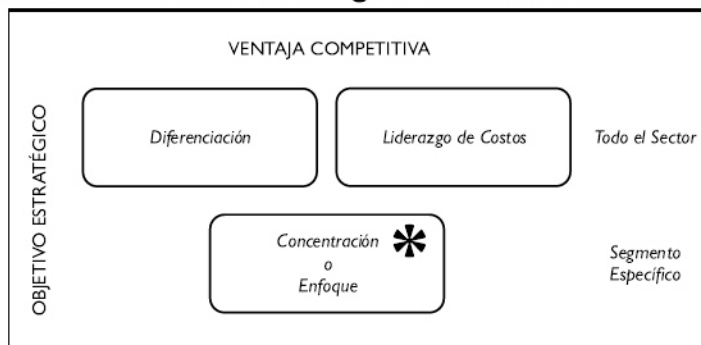 VENTAJA COMPETITIVA
OBJETIVO ESTRATÉGICO
Diferenciación
Liderazgo de Costos
Todo el Sector
Concentración
o
Enfoque
*
Segmento
Específico